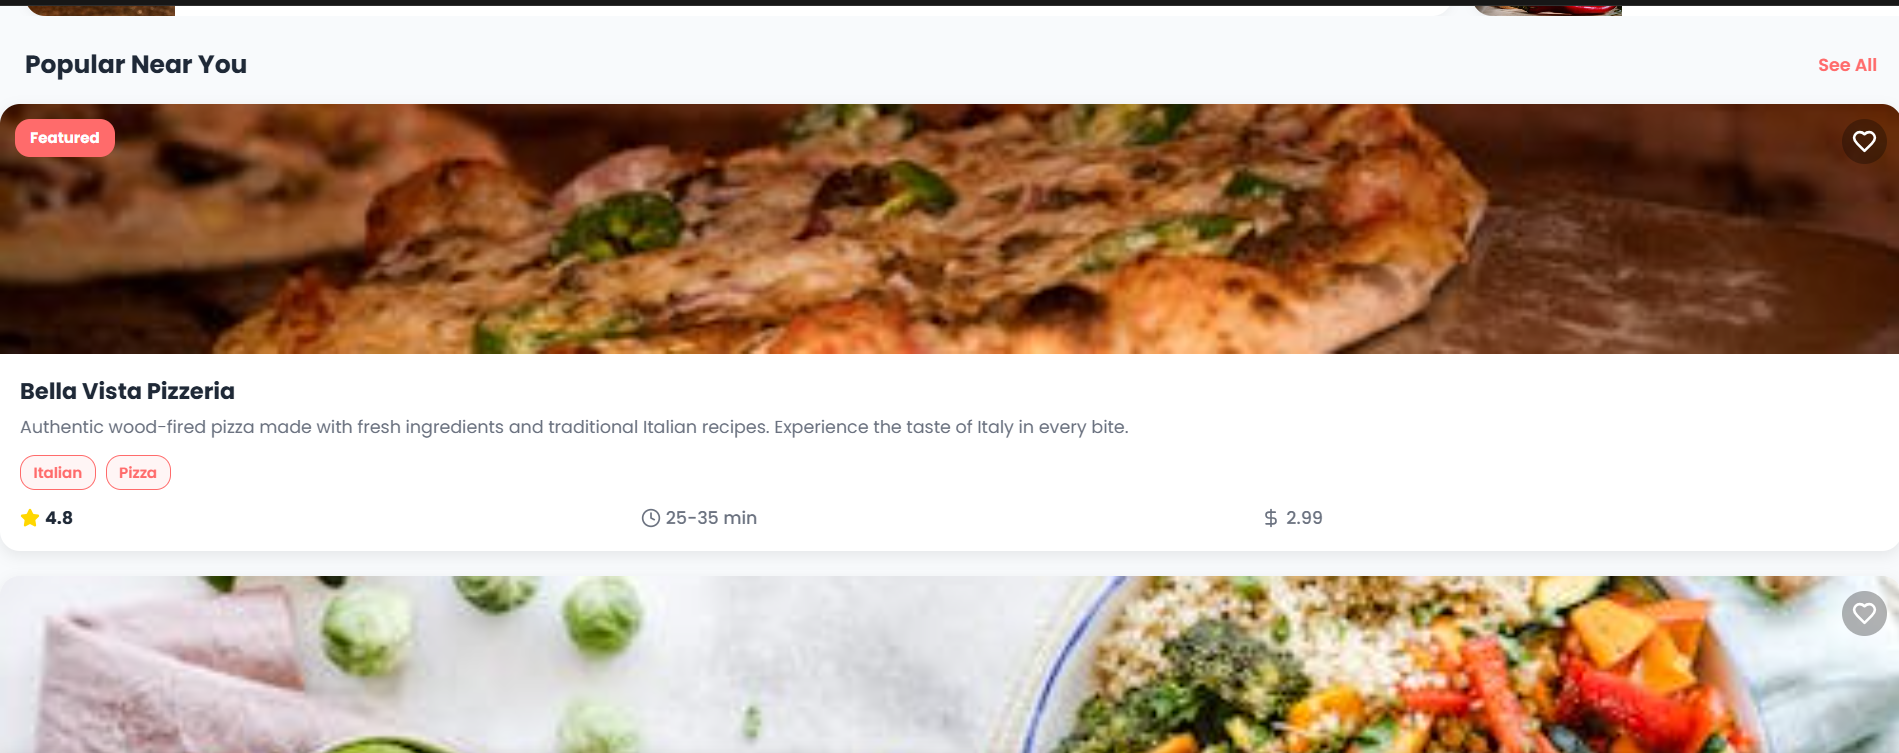 Popular Near You
See All
Featured
Bella Vista Pizzeria
Authentic wood-fired pizza made with fresh ingredients and traditional Italian recipes. Experience the taste of Italy in every bite.
Italian Pizza
4.8 25-35 min $ 2.99